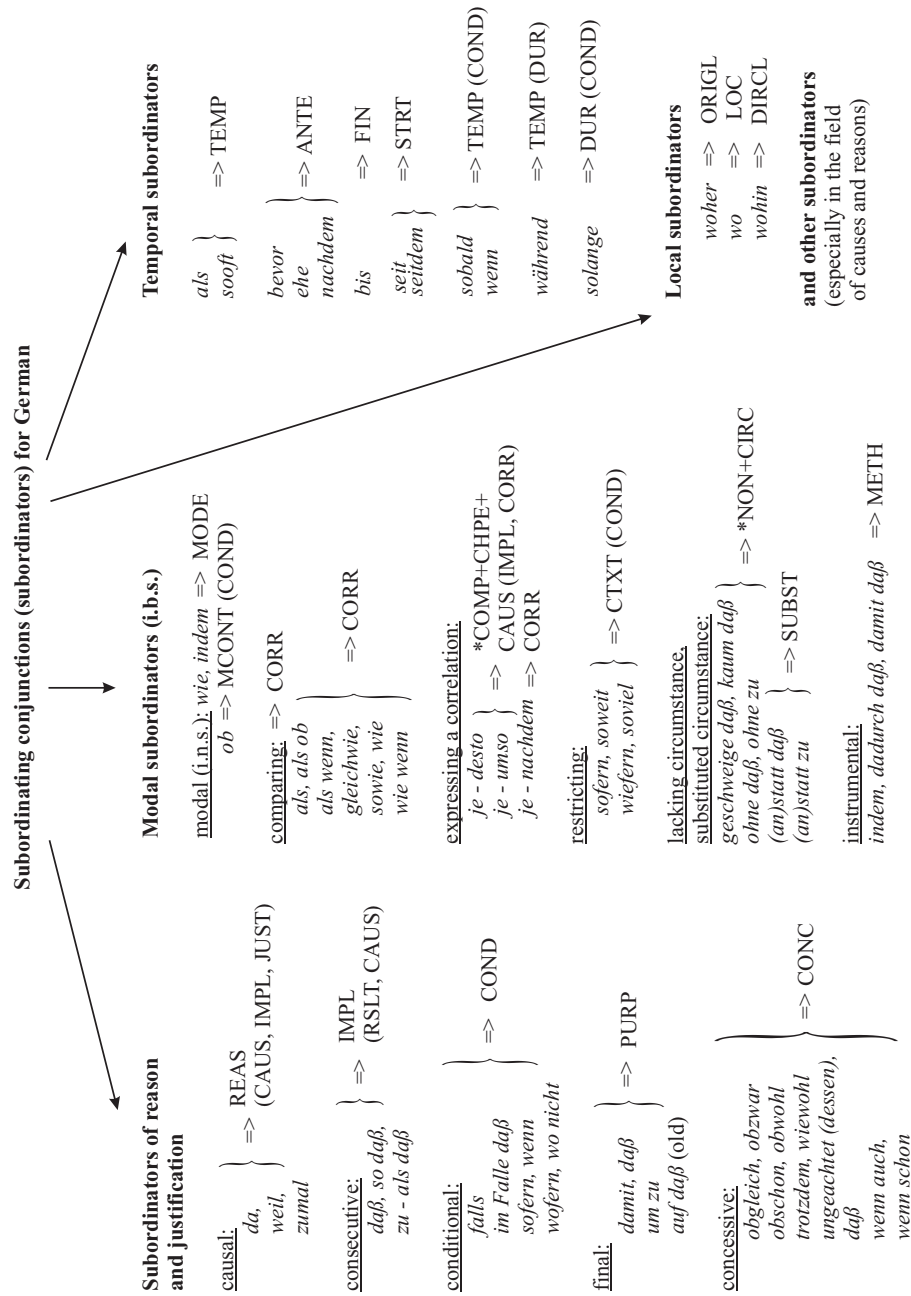 Subordinating conjunctions (subordinators) for German
Subordinators of reason
and justification
causal:
da,
weil,
zumal
=> REAS
(CAUS, IMPL, JUST)
consecutive:
daß, so daß,
zu - als daß
=> IMPL
(RSLT, CAUS)
conditional:
falls
im Falle daß
sofern, wenn
wofern, wo nicht
=> COND
final:
damit, daß
um zu
auf daß (old)
=> PURP
concessive:
obgleich, obzwar
obschon, obwohl
trotzdem, wiewohl
ungeachtet (dessen),
daß
wenn auch,
wenn schon
=> CONC
Modal subordinators (i.b.s.)
modal (i.n.s.): wie, indem => MODE
ob => MCONT (COND)
comparing: => CORR
als, als ob
als wenn,
gleichwie,
sowie, wie
wie wenn
=> CORR
expressing a correlation:
je - desto
je - umso
=> *COMP+CHPE+
CAUS (IMPL, CORR)
je - nachdem => CORR
restricting:
sofern, soweit
wiefern, soviel
=> CTXT (COND)
lacking circumstance,
substituted circumstance:
geschweige daß, kaum daß
ohne daß, ohne zu
=> *NON+CIRC
(an)statt daß
(an)statt zu
=> SUBST
instrumental:
indem, dadurch daß, damit daß => METH
Temporal subordinators
als
sooft
=> TEMP
bevor
ehe
nachdem
=> ANTE
bis => FIN
seit
seitdem
=> STRT
sobald
wenn
=> TEMP (COND)
während => TEMP (DUR)
solange => DUR (COND)
Local subordinators
woher => ORIGL
wo => LOC
wohin => DIRCL
and other subordinators
(especially in the field
of causes and reasons)